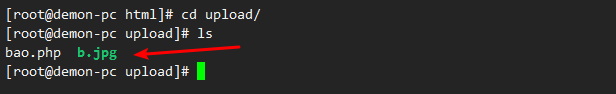 [root@demon-pc html]# cd upload/
[root@demon-pc upload]# ls
bao.php  b.jpg
[root@demon-pc upload]#